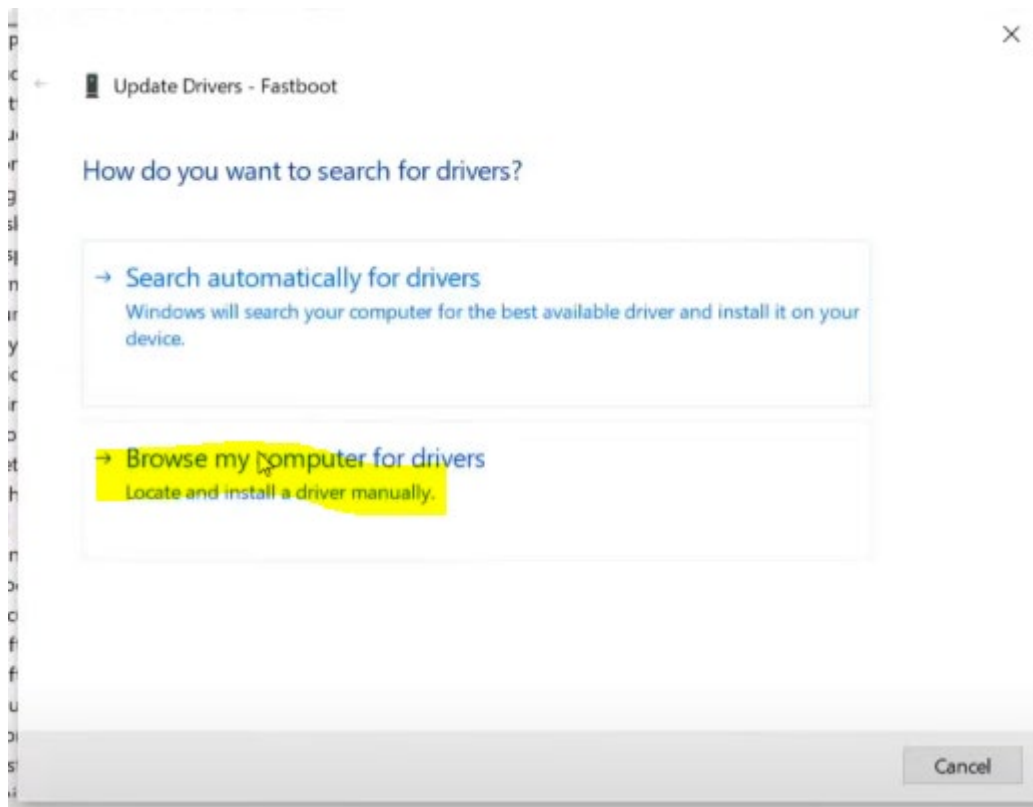 Update Drivers - Fastboot
How do you want to search for drivers?
→ Search automatically for drivers
Windows will search your computer for the best available driver and install it on your
device.
→ Browse my computer for drivers
Locate and install a driver manually.
Cancel